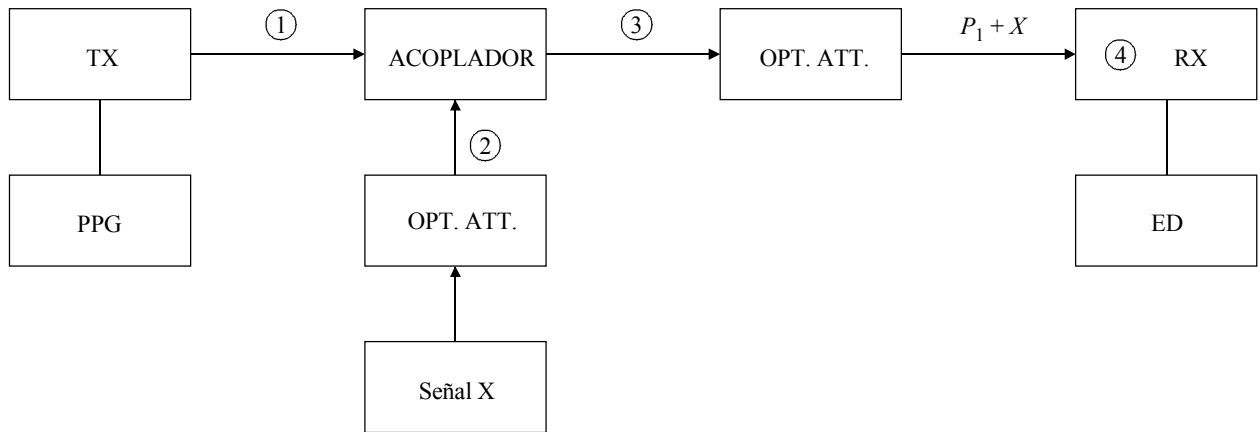 ①
③
P₁ + X
TX
ACOPLADOR
OPT. ATT.
④ RX
②
PPG
OPT. ATT.
ED
Señal X